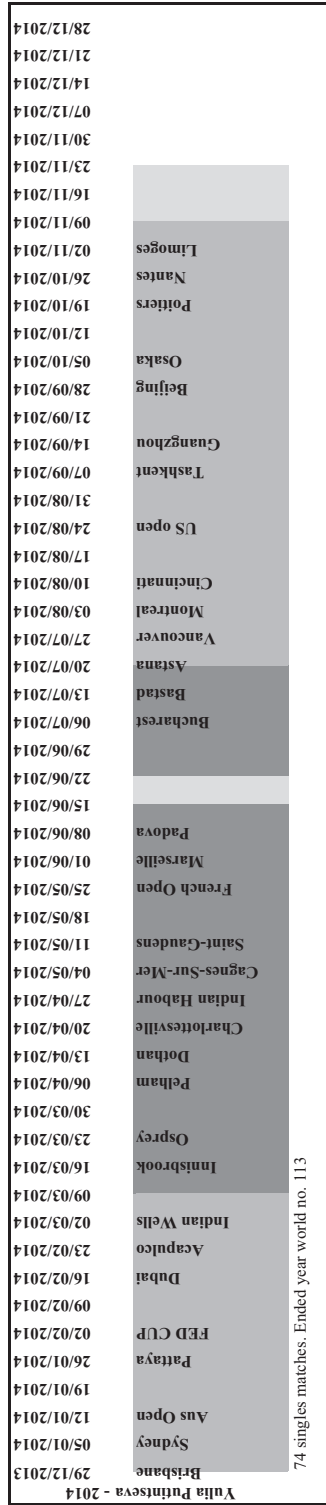 Yulia Putintseva - 2014
Brisbane 29/12/2013
Sydney 05/01/2014
Aus Open 12/01/2014
19/01/2014
Pattaya 26/01/2014
FED CUP 02/02/2014
09/02/2014
Dubai 16/02/2014
Acapulco 23/02/2014
Indian Wells 02/03/2014
09/03/2014
Innisbrook 16/03/2014
Osprey 23/03/2014
30/03/2014
Pelham 06/04/2014
Dothan 13/04/2014
Charlottesville 20/04/2014
Indian Habour 27/04/2014
Cagnes-Sur-Mer 04/05/2014
Saint-Gaudens 11/05/2014
18/05/2014
French Open 25/05/2014
Marseille 01/06/2014
Padova 08/06/2014
15/06/2014
22/06/2014
29/06/2014
Bucharest 06/07/2014
Bastad 13/07/2014
Astana 20/07/2014
Vancouver 27/07/2014
Montreal 03/08/2014
Cincinnati 10/08/2014
17/08/2014
US open 24/08/2014
31/08/2014
Tashkent 07/09/2014
Guangzhou 14/09/2014
21/09/2014
Beijing 28/09/2014
Osaka 05/10/2014
12/10/2014
Poitiers 19/10/2014
Nantes 26/10/2014
Limoges 02/11/2014
09/11/2014
16/11/2014
23/11/2014
30/11/2014
07/12/2014
14/12/2014
21/12/2014
28/12/2014
74 singles matches. Ended year world no. 113